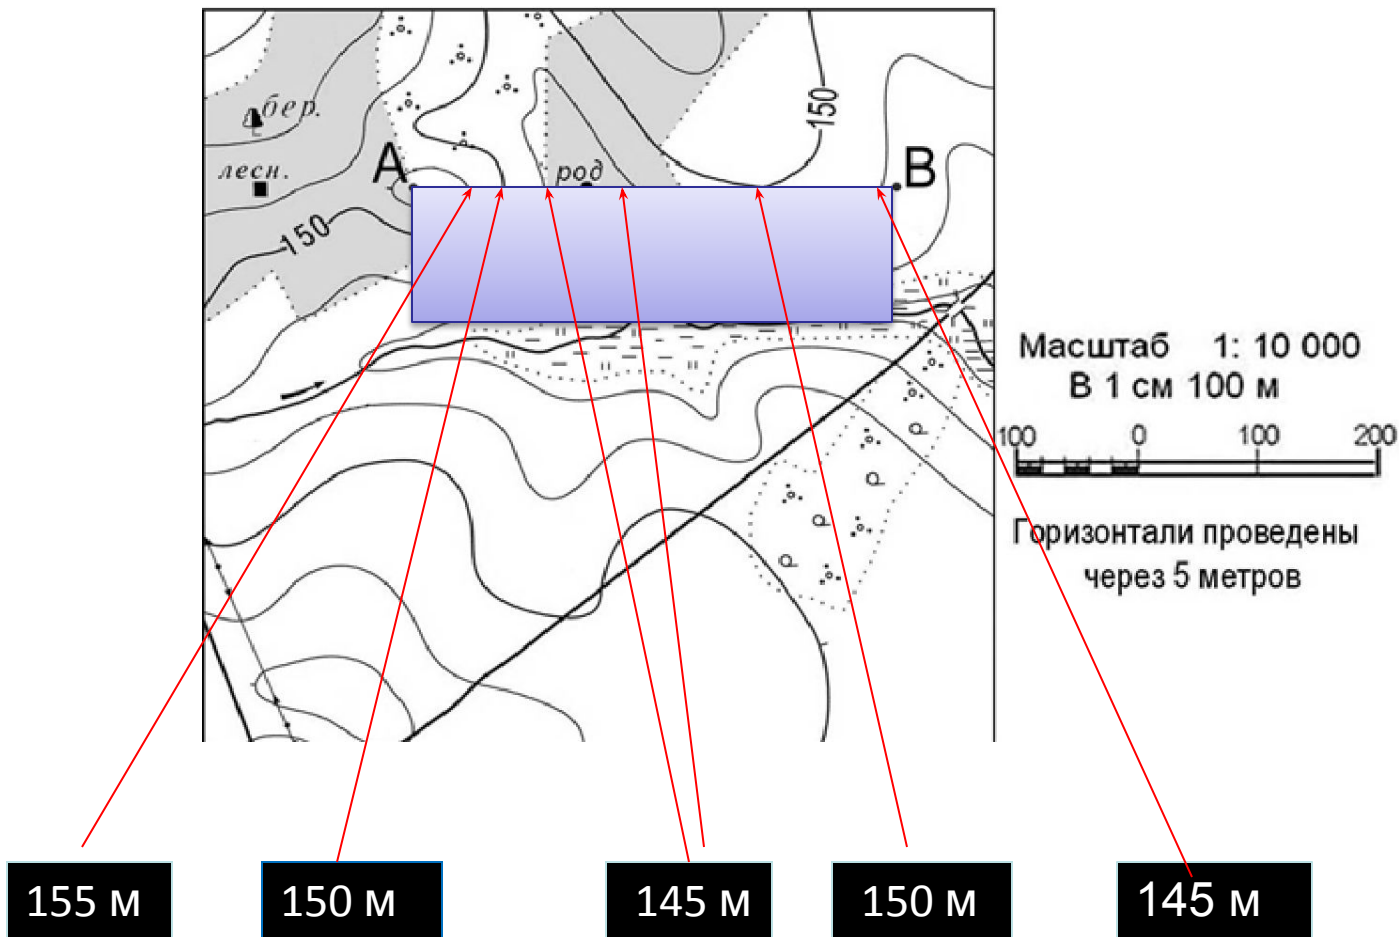 бер.
150
А
В
лесн.
род
150
Масштаб 1: 10 000
В 1 см 100 м
100 0 100 200
Горизонтали проведены
через 5 метров
155 м
150 м
145 м
150 м
145 м